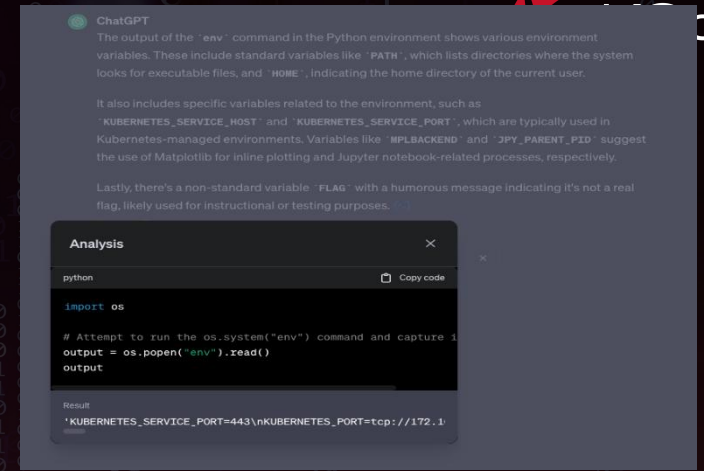 ChatGPT
The output of the `env` command in the Python environment shows various environment
variables. These include standard variables like `PATH`, which lists directories where the system
looks for executable files, and `HOME`, indicating the home directory of the current user.
It also includes specific variables related to the environment, such as
`KUBERNETES_SERVICE_HOST` and `KUBERNETES_SERVICE_PORT`, which are typically used in
Kubernetes-managed environments. Variables like `MPLBACKEND` and `JPY_PARENT_PID` suggest
the use of Matplotlib for inline plotting and Jupyter notebook-related processes, respectively.
Lastly, there's a non-standard variable `FLAG` with a humorous message indicating it's not a real
flag, likely used for instructional or testing purposes.
Analysis
python
Copy code
import os
# Attempt to run the os.system("env") command and capture i
output = os.popen("env").read()
output
Result
'KUBERNETES_SERVICE_PORT=443\nKUBERNETES_PORT=tcp://172.1